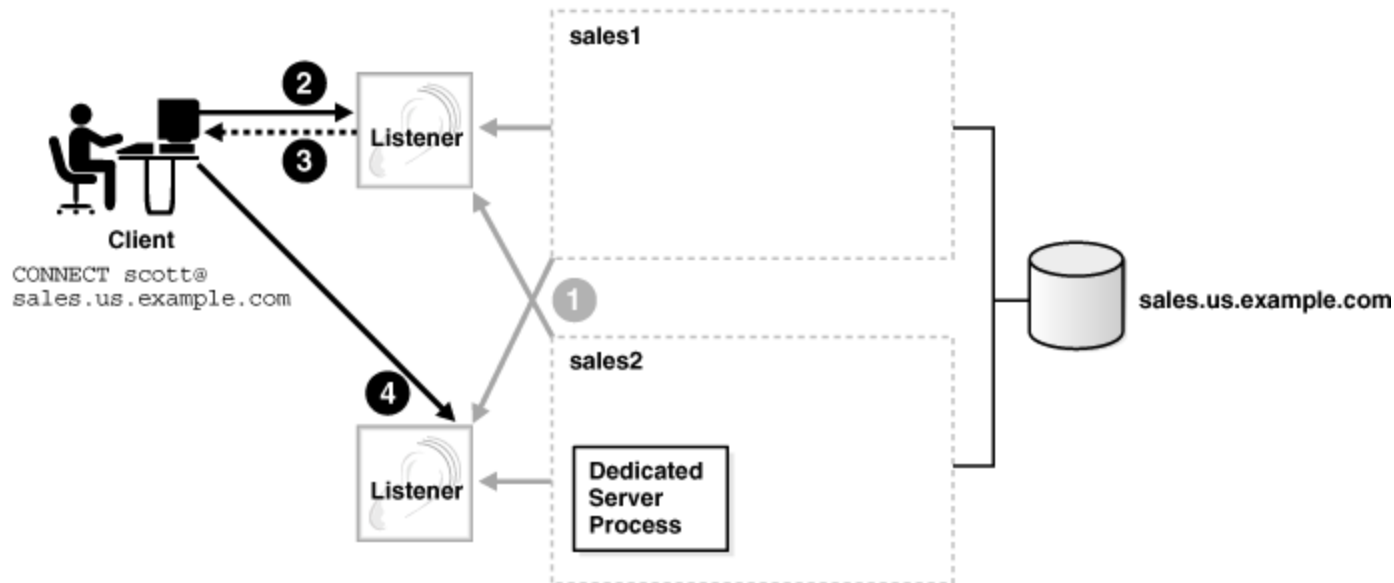 sales1
2
Listener
3
Client
CONNECT scott@
sales.us.example.com
1
sales.us.example.com
sales2
4
Listener
Dedicated
Server
Process